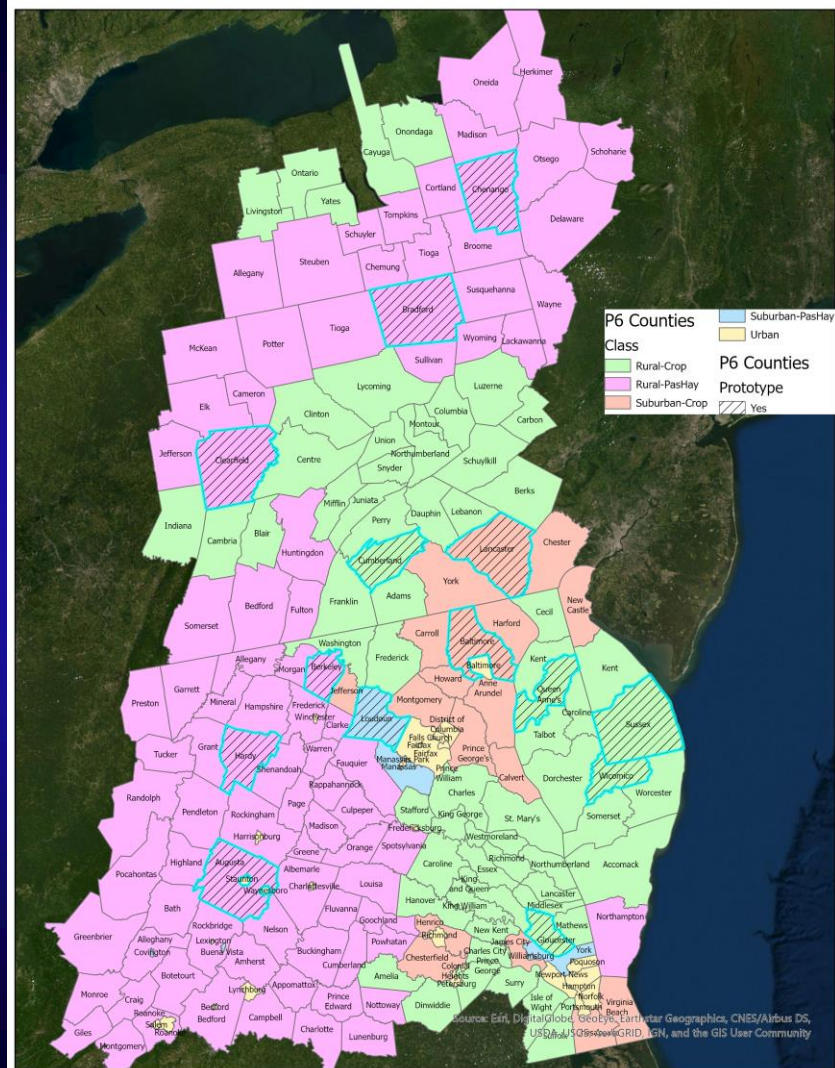 Oneida
Herkimer
Madison
Onondaga
Cayuga
Otsego
Schoharie
Ontario
Chenango
Cortland
Yates
Livingston
Tompkins
Delaware
Schuyler
Broome
Steuben
Tioga
Allegany
Chemung
Susquehanna
Wayne
Bradford
Tioga
Potter
McKean
Wyoming
Lackawanna
Sullivan
P6 Counties
Class
Rural-Crop
Rural-PasHay
Suburban-Crop
Suburban-PasHay
Urban
P6 Counties
Prototype
Yes
Lycoming
Luzerne
Cameron
Elk
Clinton
Columbia
Carbon
Montour
Jefferson
Clearfield
Union
Centre
Northumberland
Snyder
Schuylkill
Berks
Indiana
Mifflin
Juniata
Blair
Cambria
Perry
Dauphin
Lebanon
Huntingdon
Cumberland
Lancaster
Chester
York
Bedford
Somerset
Fulton
Franklin
Adams
New
Castle
Cecil
Harford
Washington
Carroll
Baltimore
Allegany
Frederick
Kent
Kent
Morgan
Berkeley
Baltimore
Garrett
Preston
Jefferson
Howard
Anne
Arundel
Queen
Anne's
Mineral
Hampshire
Frederick
Winchester
Clarke
Montgomery
Caroline
Loudoun
Sussex
District of
Columbia
Talbot
Grant
Hardy
Falls Church
Fairfax
Fairfax
Tucker
Warren
Fauquier
Manassas Park
Manassas
Prince
George's
Shenandoah
Prince
William
Calvert
Wicomico
Rappahannock
Charles
Dorchester
Worcester
Randolph
Page
Stafford
Pendleton
Rockingham
Culpeper
King George
St. Mary's
Somerset
Madison
Fredericksburg
Harrisonburg
Orange
Spotsylvania
Westmoreland
Greene
Richmond
Northumberland
Accomack
Highland
Augusta
Albemarle
Caroline
Essex
Pocahontas
Staunton
Waynesboro
Charlottesville
Louisa
King
and Queen
Lancaster
Bath
Hanover
King William
Middlesex
Fluvanna
Rockbridge
Nelson
Goochland
Mathews
Northampton
Greenbrier
Henrico
New Kent
Gloucester
Alleghany
Lexington
Powhatan
Richmond
James City
York
Covington
Buena Vista
Buckingham
Charles City
Williamsburg
Amherst
Cumberland
Chesterfield
Prince
George
Poquoson
Botetourt
Colonial
Heights
Newport News
Appomattox
Amelia
Petersburg
Surry
Hampton
Monroe
Craig
Lynchburg
Prince
Edward
Norfolk
Bedford
Nottoway
Dinwiddie
Isle of
Wight
Portsmouth
Virginia
Beach
Roanoke
Salem
Roanoke
Bedford
Campbell
Giles
Charlotte
Montgomery
Lunenburg
Suffolk
Source: Esri, DigitalGlobe, GeoEye, Earthstar Geographics, CNES/Airbus DS,
USDA, USGS, AeroGRID, IGN, and the GIS User Community